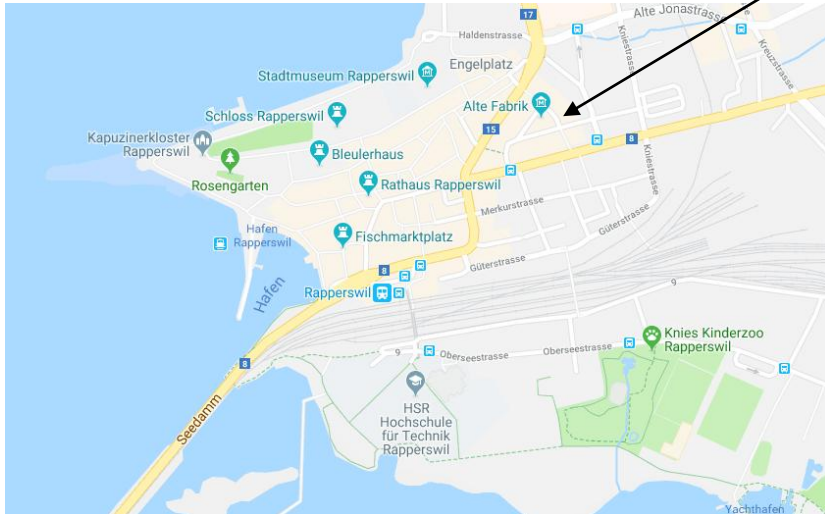 17
Alte Jonastrasse
Haldenstrasse
Kniestrasse
Kreuzstrasse
Engelplatz
Stadtmuseum Rapperswil
Alte Fabrik
Schloss Rapperswil
15
8
Kapuzinerkloster
Rapperswil
Bleulerhaus
Kniestrasse
Rosengarten
Rathaus Rapperswil
Merkurstrasse
Güterstrasse
Hafen
Rapperswil
Fischmarktplatz
Güterstrasse
8
Hafen
Rapperswil
9
Knies Kinderzoo
Rapperswil
8
9
Oberseestrasse
Oberseestrasse
Seedamm
HSR
Hochschule
für Technik
Rapperswil
Yachthafen